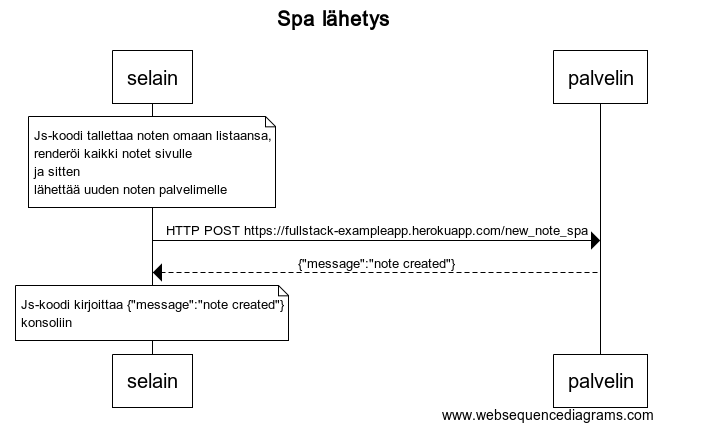 Spa lähetys
selain
palvelin
Js-koodi tallettaa noten omaan listaansa,
renderöi kaikki notet sivulle
ja sitten
lähettää uuden noten palvelimelle
HTTP POST https://fullstack-exampleapp.herokuapp.com/new_note_spa
{"message":"note created"}
Js-koodi kirjoittaa {"message":"note created"}
konsoliin
selain
palvelin
www.websequencediagrams.com